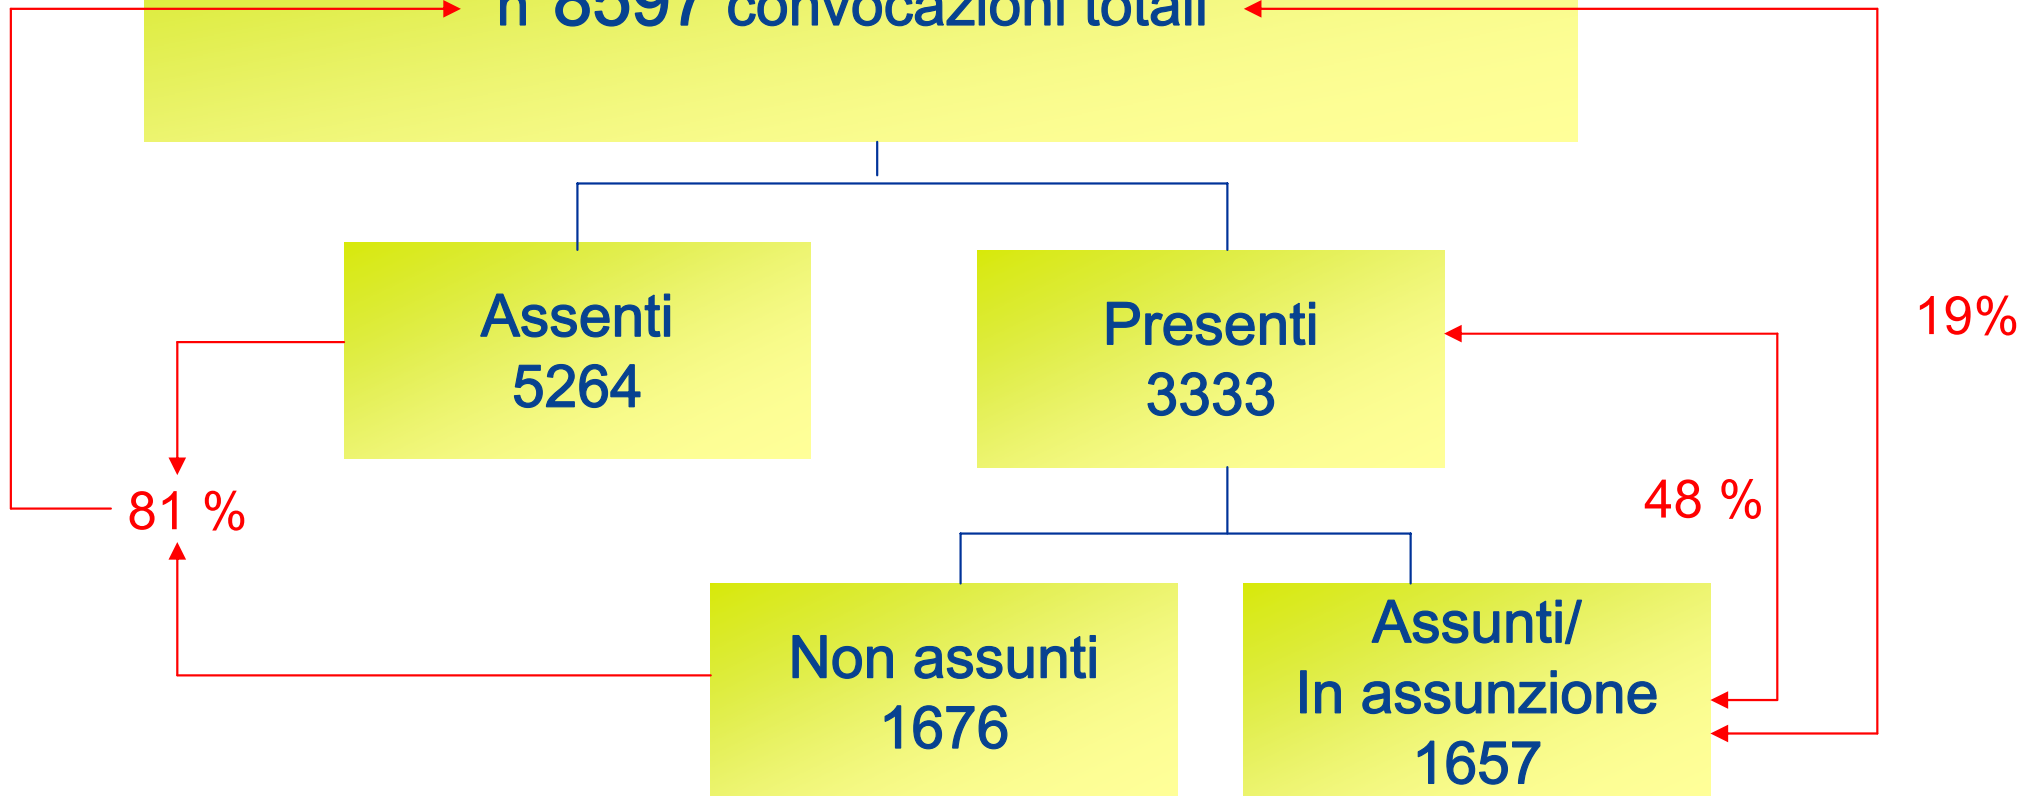 n 8597 convocazioni totali
Assenti
5264
Presenti
3333
19%
81 %
48 %
Non assunti
1676
Assunti/
In assunzione
1657